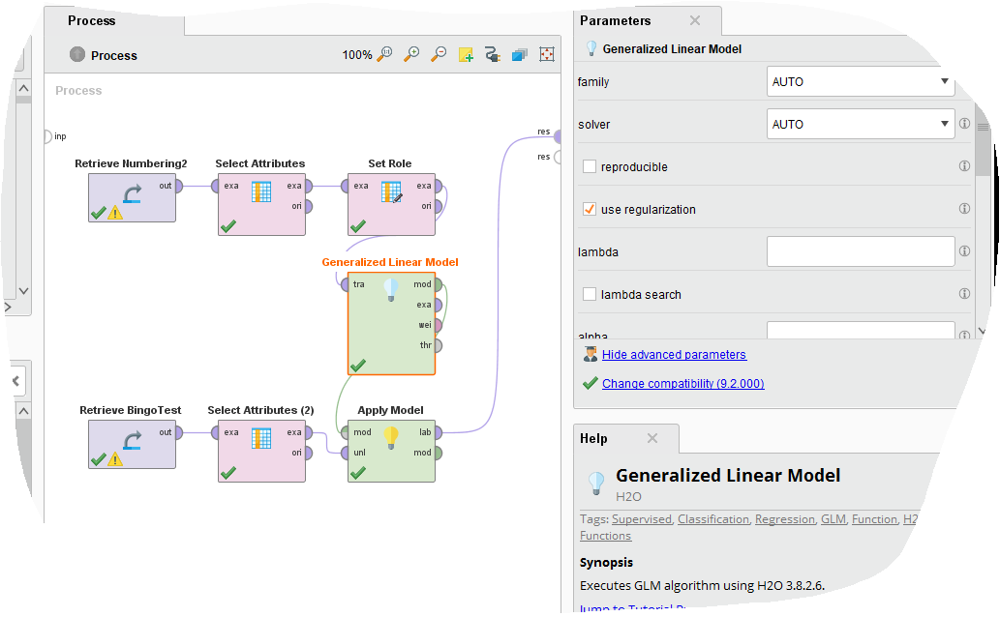 Process
Process
100%
Process
inp
res
res
Retrieve Numbering2
out
Select Attributes
exa
exa
ori
Set Role
exa
exa
ori
Generalized Linear Model
tra
mod
exa
wei
thr
Retrieve BingoTest
out
Select Attributes (2)
exa
exa
ori
Apply Model
mod
lab
unl
mod
Parameters
Generalized Linear Model
family
AUTO
solver
AUTO
reproducible
use regularization
lambda
lambda search
alpha
Hide advanced parameters
Change compatibility (9.2.000)
Help
Generalized Linear Model
H2O
Tags: Supervised, Classification, Regression, GLM, Function, H2
Functions
Synopsis
Executes GLM algorithm using H2O 3.8.2.6.
Jump to Tutorial